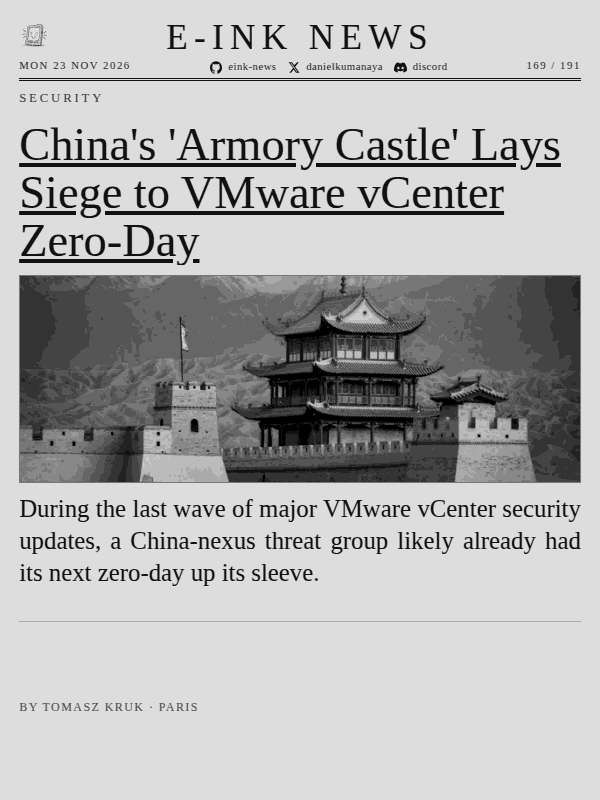 E-INK NEWS
MON 23 NOV 2026
eink-news danielkumanaya discord
169 / 191
SECURITY
China's 'Armory Castle' Lays
Siege to VMware vCenter
Zero-Day
During the last wave of major VMware vCenter security
updates, a China-nexus threat group likely already had
its next zero-day up its sleeve.
BY TOMASZ KRUK · PARIS